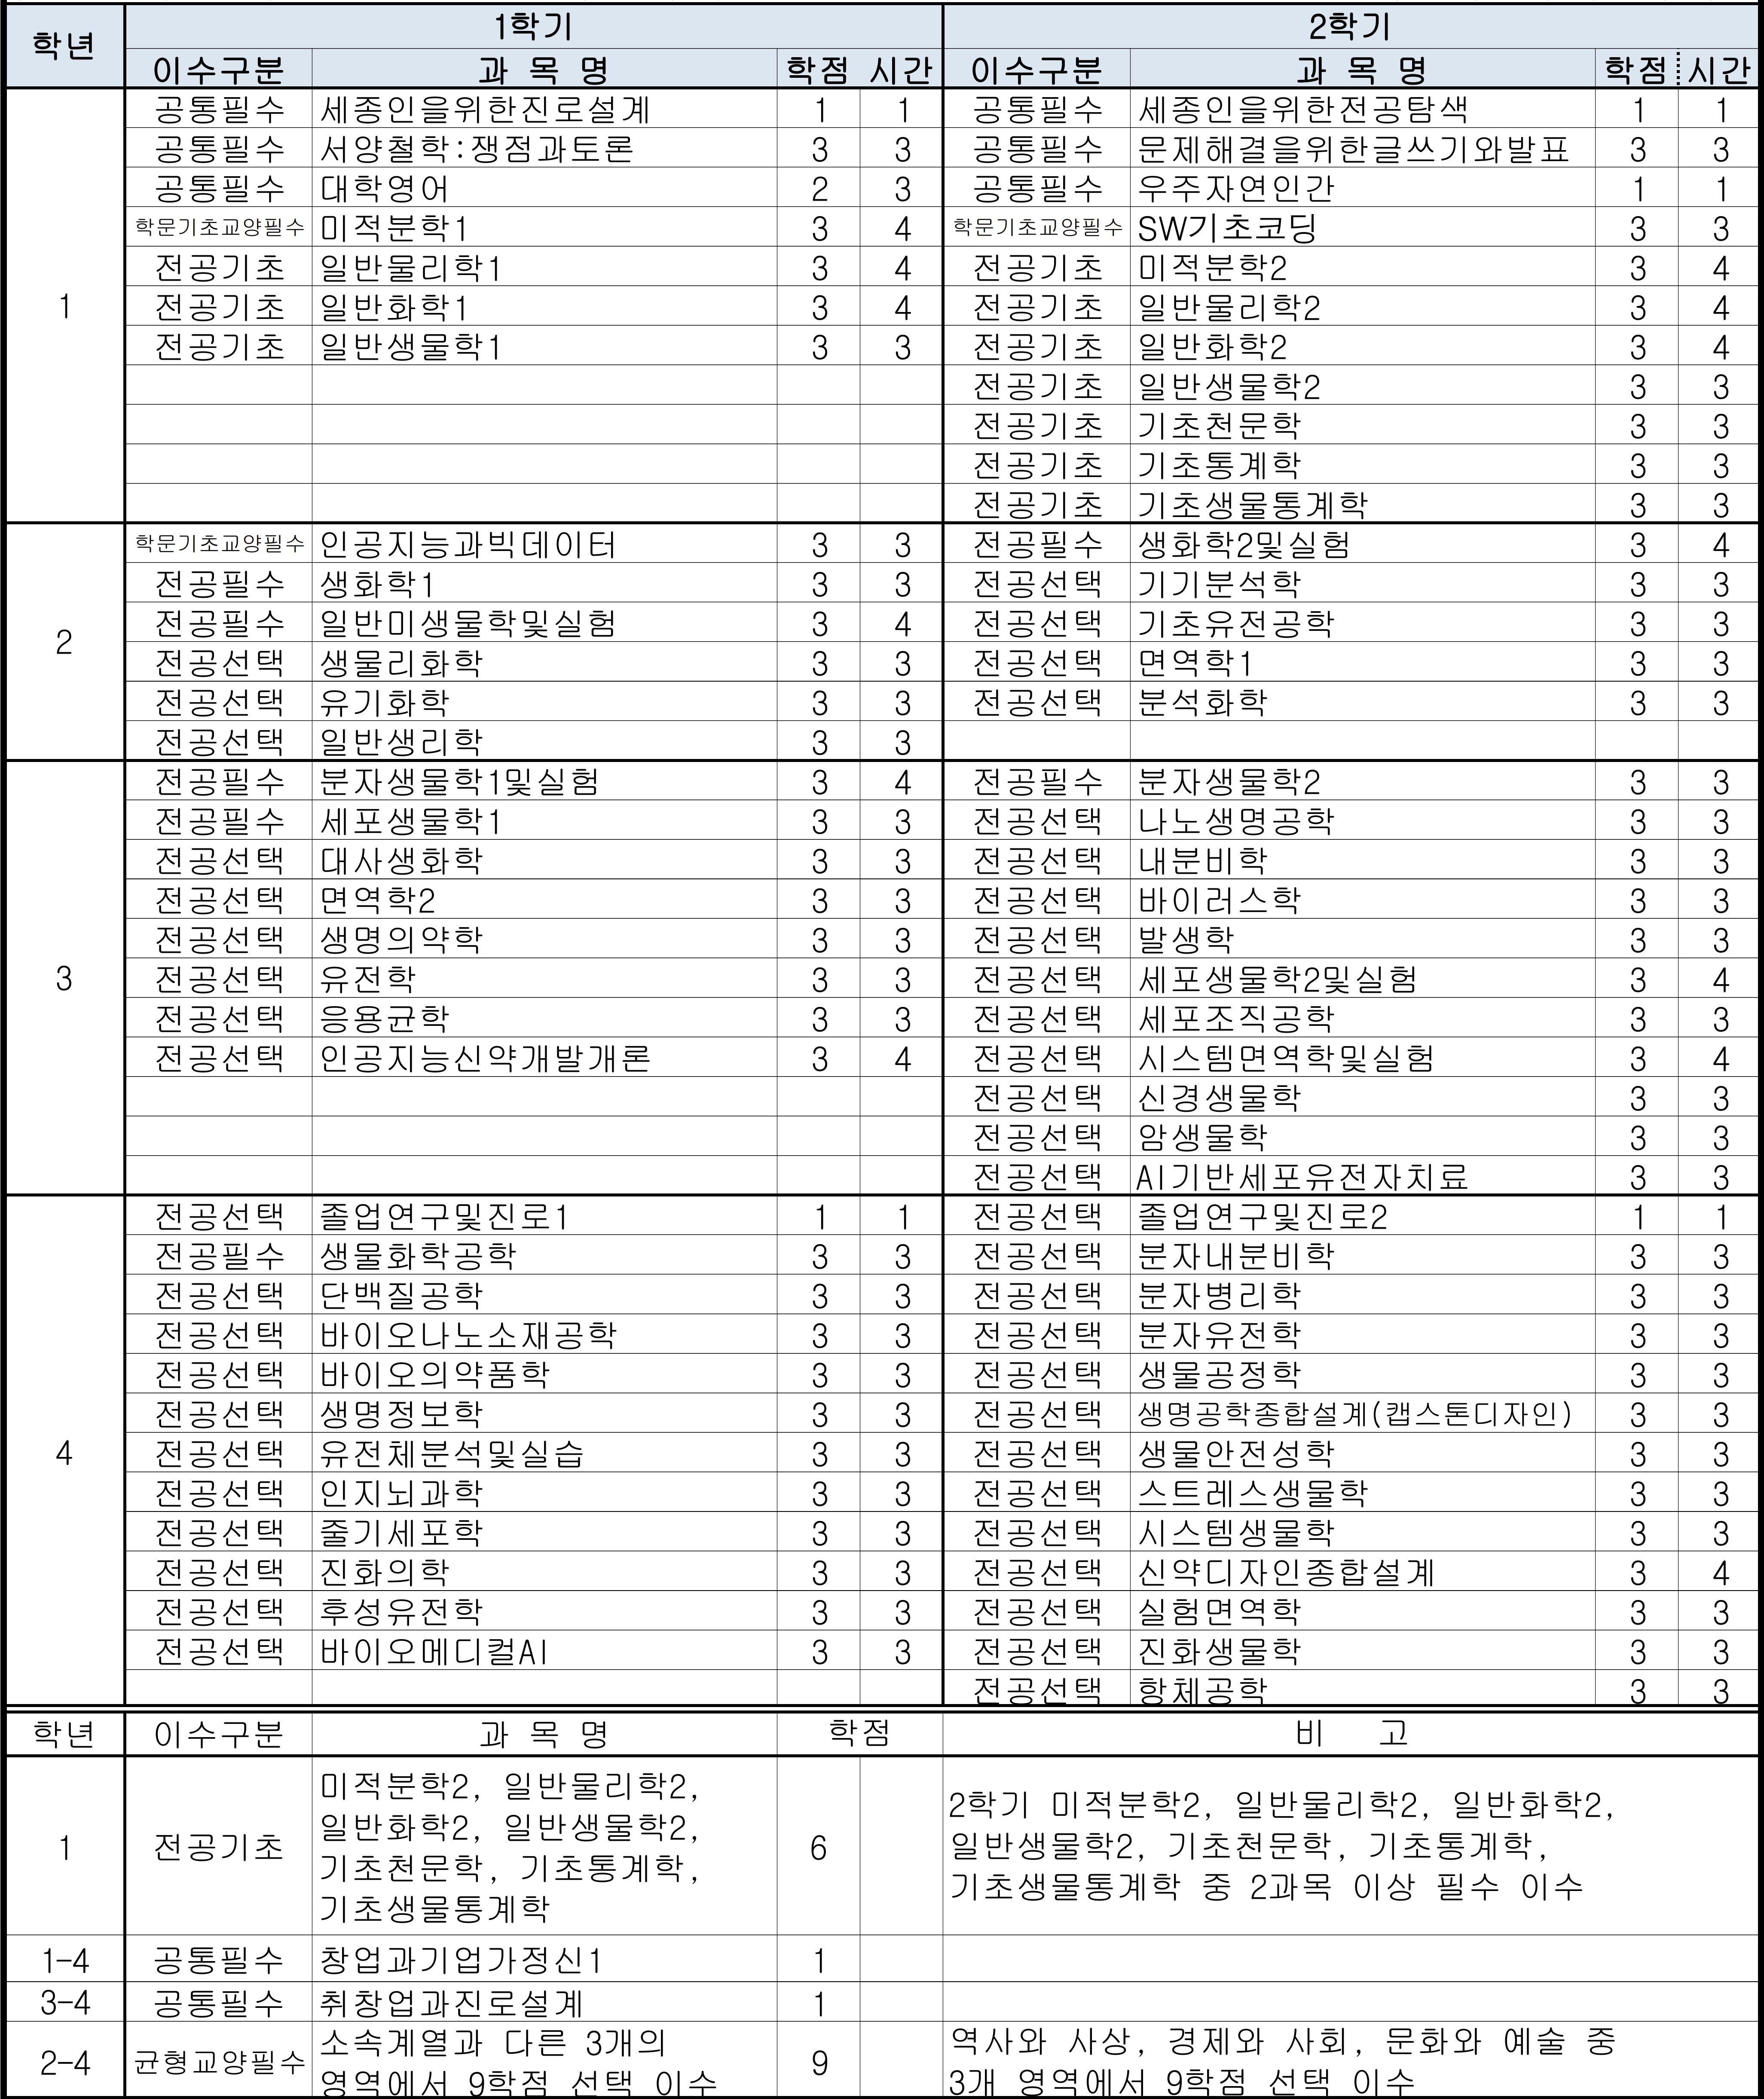 학년 1학기 2학기
이수구분 과 목 명 학점 시간 이수구분 과 목 명 학점 시간
공통필수 세종인을위한진로설계 1 1 공통필수 세종인을위한전공탐색 1 1
공통필수 서양철학:쟁점과토론 3 3 공통필수 문제해결을위한글쓰기와발표 3 3
공통필수 대학영어 2 3 공통필수 우주자연인간 1 1
학문기초교양필수 미적분학1 3 4 학문기초교양필수 SW기초코딩 3 3
전공기초 일반물리학1 3 4 전공기초 미적분학2 3 4
1 전공기초 일반화학1 3 4 전공기초 일반물리학2 3 4
전공기초 일반생물학1 3 3 전공기초 일반화학2 3 4
전공기초 일반생물학2 3 3
전공기초 기초천문학 3 3
전공기초 기초통계학 3 3
전공기초 기초생물통계학 3 3
학문기초교양필수 인공지능과빅데이터 3 3 전공필수 생화학2및실험 3 4
전공필수 생화학1 3 3 전공선택 기기분석학 3 3
2 전공필수 일반미생물학및실험 3 4 전공선택 기초유전공학 3 3
전공선택 생물리화학 3 3 전공선택 면역학1 3 3
전공선택 유기화학 3 3 전공선택 분석화학 3 3
전공선택 일반생리학 3 3
전공필수 분자생물학1및실험 3 4 전공필수 분자생물학2 3 3
전공필수 세포생물학1 3 3 전공선택 나노생명공학 3 3
전공선택 대사생화학 3 3 전공선택 내분비학 3 3
전공선택 면역학2 3 3 전공선택 바이러스학 3 3
전공선택 생명의약학 3 3 전공선택 발생학 3 3
3 전공선택 유전학 3 3 전공선택 세포생물학2및실험 3 4
전공선택 응용균학 3 3 전공선택 세포조직공학 3 3
전공선택 인공지능신약개발개론 3 4 전공선택 시스템면역학및실험 3 4
전공선택 신경생물학 3 3
전공선택 암생물학 3 3
전공선택 AI기반세포유전자치료 3 3
전공선택 졸업연구및진로1 1 1 전공선택 졸업연구및진로2 1 1
전공필수 생물화학공학 3 3 전공선택 분자내분비학 3 3
전공선택 단백질공학 3 3 전공선택 분자병리학 3 3
전공선택 바이오나노소재공학 3 3 전공선택 분자유전학 3 3
전공선택 바이오의약품학 3 3 전공선택 생물공정학 3 3
전공선택 생명정보학 3 3 전공선택 생명공학종합설계(캡스톤디자인) 3 3
4 전공선택 유전체분석및실습 3 3 전공선택 생물안전성학 3 3
전공선택 인지뇌과학 3 3 전공선택 스트레스생물학 3 3
전공선택 줄기세포학 3 3 전공선택 시스템생물학 3 3
전공선택 진화의학 3 3 전공선택 신약디자인종합설계 3 4
전공선택 후성유전학 3 3 전공선택 실험면역학 3 3
전공선택 바이오메디컬AI 3 3 전공선택 진화생물학 3 3
전공선택 항체공학 3 3
학년 이수구분 과 목 명 학점 비 고
1 전공기초 미적분학2, 일반물리학2,
일반화학2, 일반생물학2,
기초천문학, 기초통계학,
기초생물통계학
6
2학기 미적분학2, 일반물리학2, 일반화학2,
일반생물학2, 기초천문학, 기초통계학,
기초생물통계학 중 2과목 이상 필수 이수
1-4 공통필수 창업과기업가정신1 1
3-4 공통필수 취창업과진로설계 1
2-4 균형교양필수 소속계열과 다른 3개의
영역에서 9학점 선택 이수
9
역사와 사상, 경제와 사회, 문화와 예술 중
3개 영역에서 9학점 선택 이수